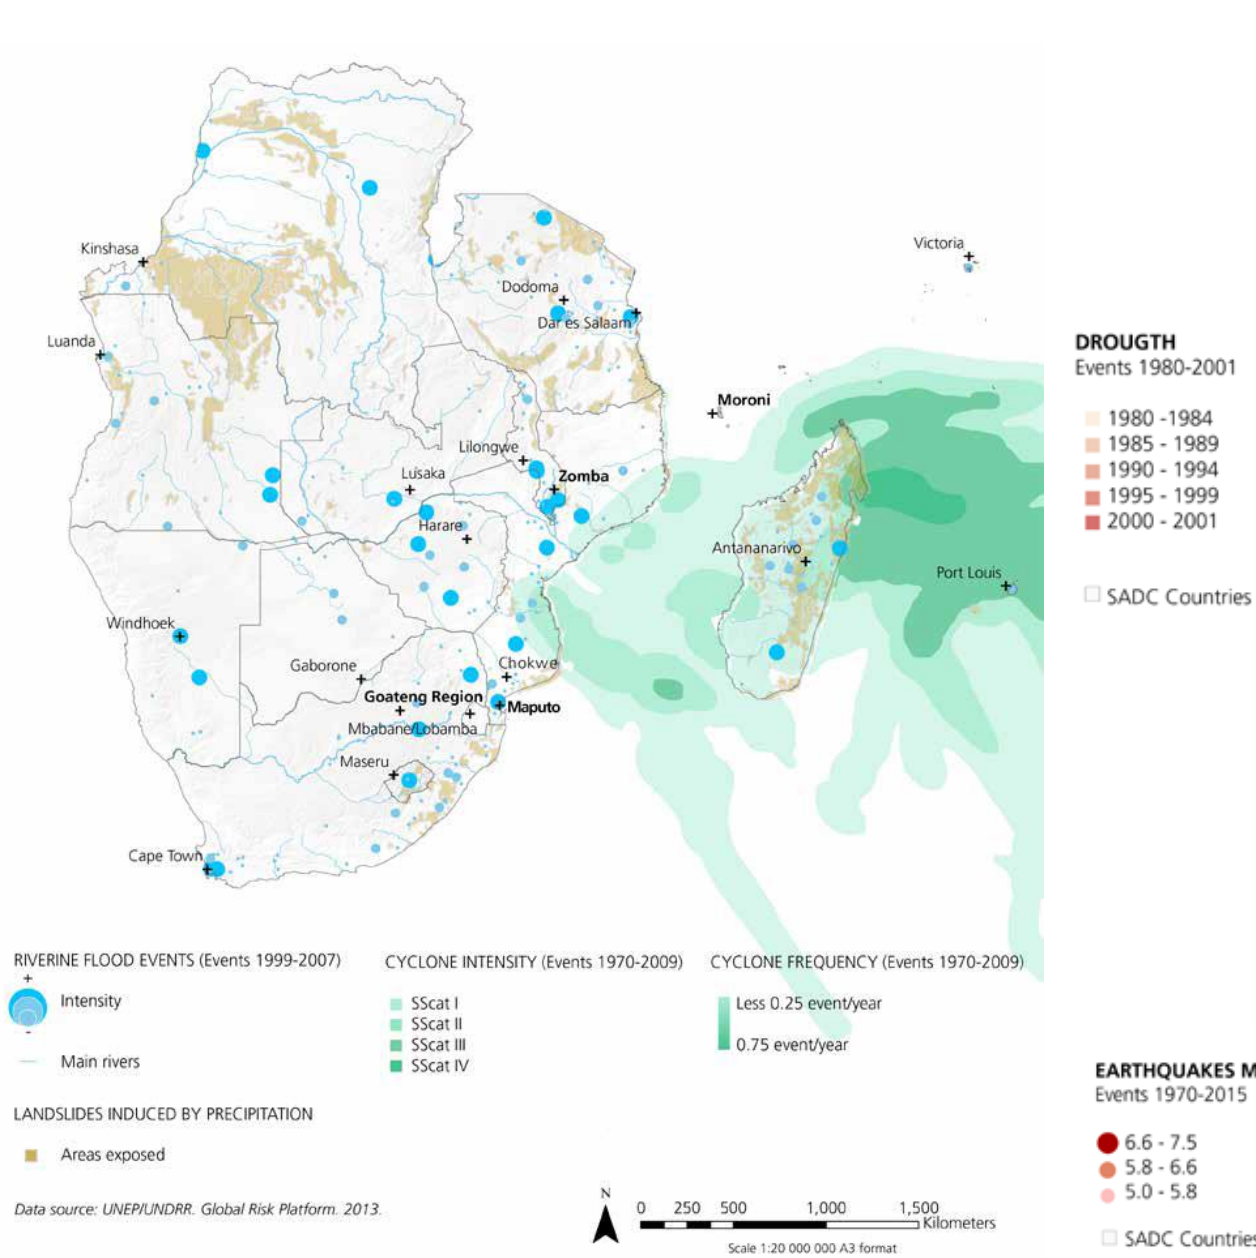 Kinshasa
Victoria
Dodoma
Dar es Salaam
Luanda
Moroni
Lilongwe
Lusaka
Zomba
Harare
Antananarivo
Port Louis
Windhoek
Gaborone
Chokwe
Goateng Region
Maputo
Mbabane/Lobamba
Maseru
Cape Town
DROUGTH
Events 1980-2001
1980 -1984
1985 - 1989
1990 - 1994
1995 - 1999
2000 - 2001
SADC Countries
RIVERINE FLOOD EVENTS (Events 1999-2007)
+
Intensity
-
Main rivers
LANDSLIDES INDUCED BY PRECIPITATION
Areas exposed
Data source: UNEP/UNDRR. Global Risk Platform. 2013.
CYCLONE INTENSITY (Events 1970-2009)
SScat I
SScat II
SScat III
SScat IV
CYCLONE FREQUENCY (Events 1970-2009)
Less 0.25 event/year
0.75 event/year
N
0 250 500 1,000 1,500
Kilometers
Scale 1:20 000 000 A3 format
EARTHQUAKES M
Events 1970-2015
6.6 - 7.5
5.8 - 6.6
5.0 - 5.8
SADC Countries